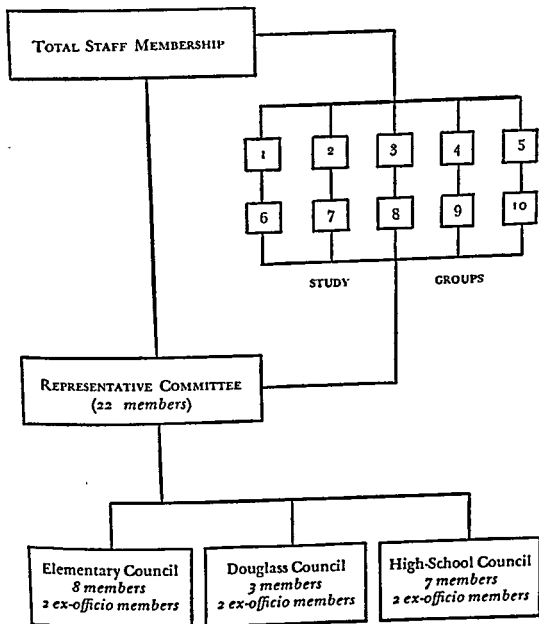 TOTAL STAFF MEMBERSHIP
1 2 3 4 5
6 7 8 9 10
STUDY GROUPS
REPRESENTATIVE COMMITTEE
(22 members)
Elementary Council
8 members
2 ex-officio members
Douglass Council
3 members
2 ex-officio members
High-School Council
7 members
2 ex-officio members